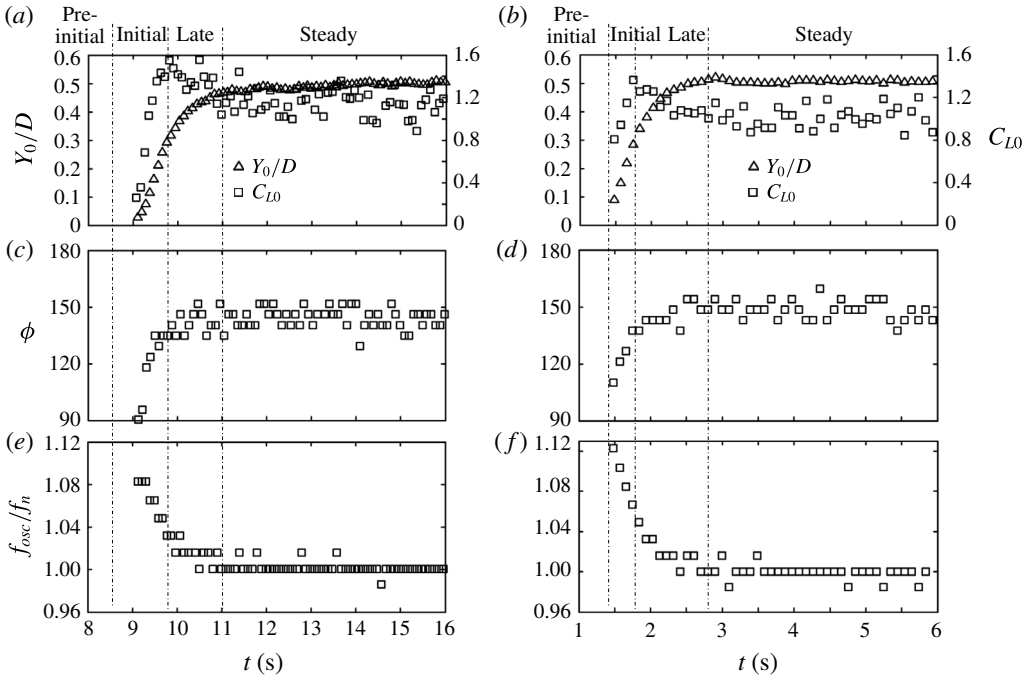 (a) Pre-initial Initial Late Steady
0.6 0.5 0.4 0.3 0.2 0.1 0
Y0/D
1.6 1.2 0.8 0.4 0
△ Y0/D
□ CL0
(b) Pre-initial Initial Late Steady
0.6 0.5 0.4 0.3 0.2 0.1 0
1.6 1.2 0.8 0.4 0
CL0
△ Y0/D
□ CL0
(c)
180 150 120 90
ϕ
(d)
180 150 120 90
(e)
1.12 1.08 1.04 1.00 0.96
fosc/fn
8 9 10 11 12 13 14 15 16
t (s)
(f)
1.12 1.08 1.04 1.00 0.96
1 2 3 4 5 6
t (s)